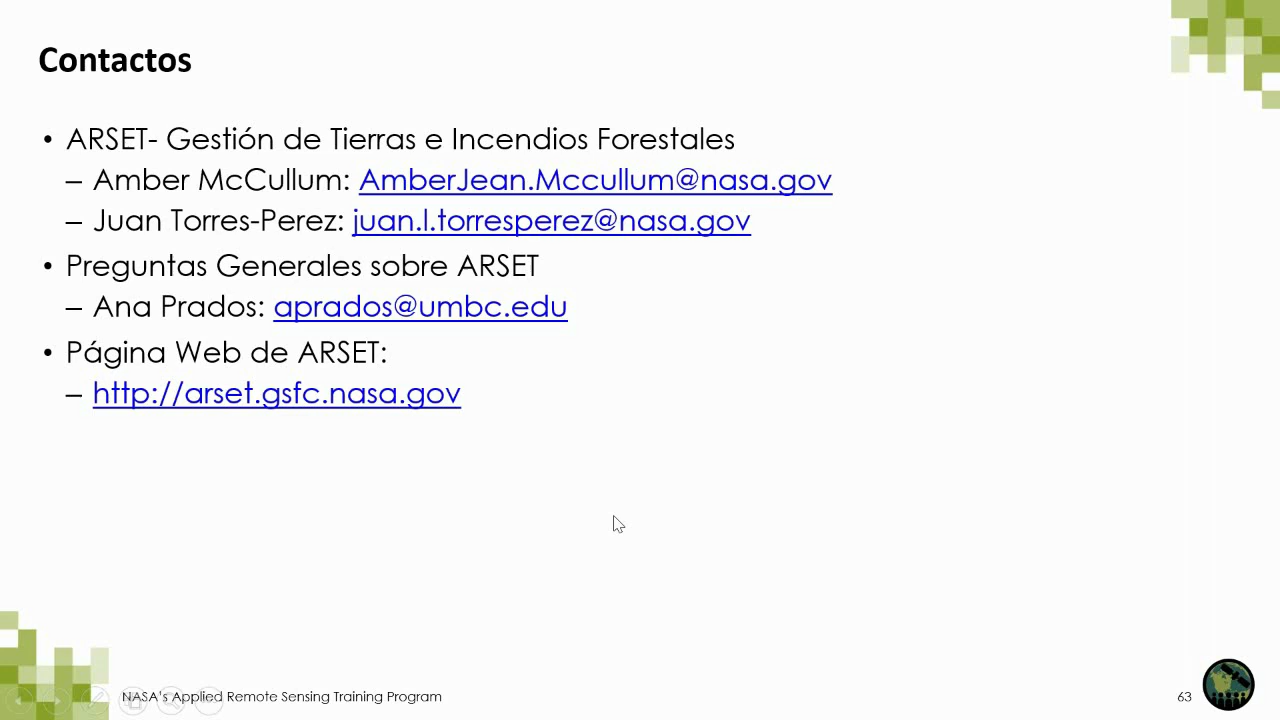 Contactos
• ARSET- Gestión de Tierras e Incendios Forestales
– Amber McCullum: AmberJean.Mccullum@nasa.gov
– Juan Torres-Perez: juan.l.torresperez@nasa.gov
• Preguntas Generales sobre ARSET
– Ana Prados: aprados@umbc.edu
• Página Web de ARSET:
– http://arset.gsfc.nasa.gov
NASA's Applied Remote Sensing Training Program
63